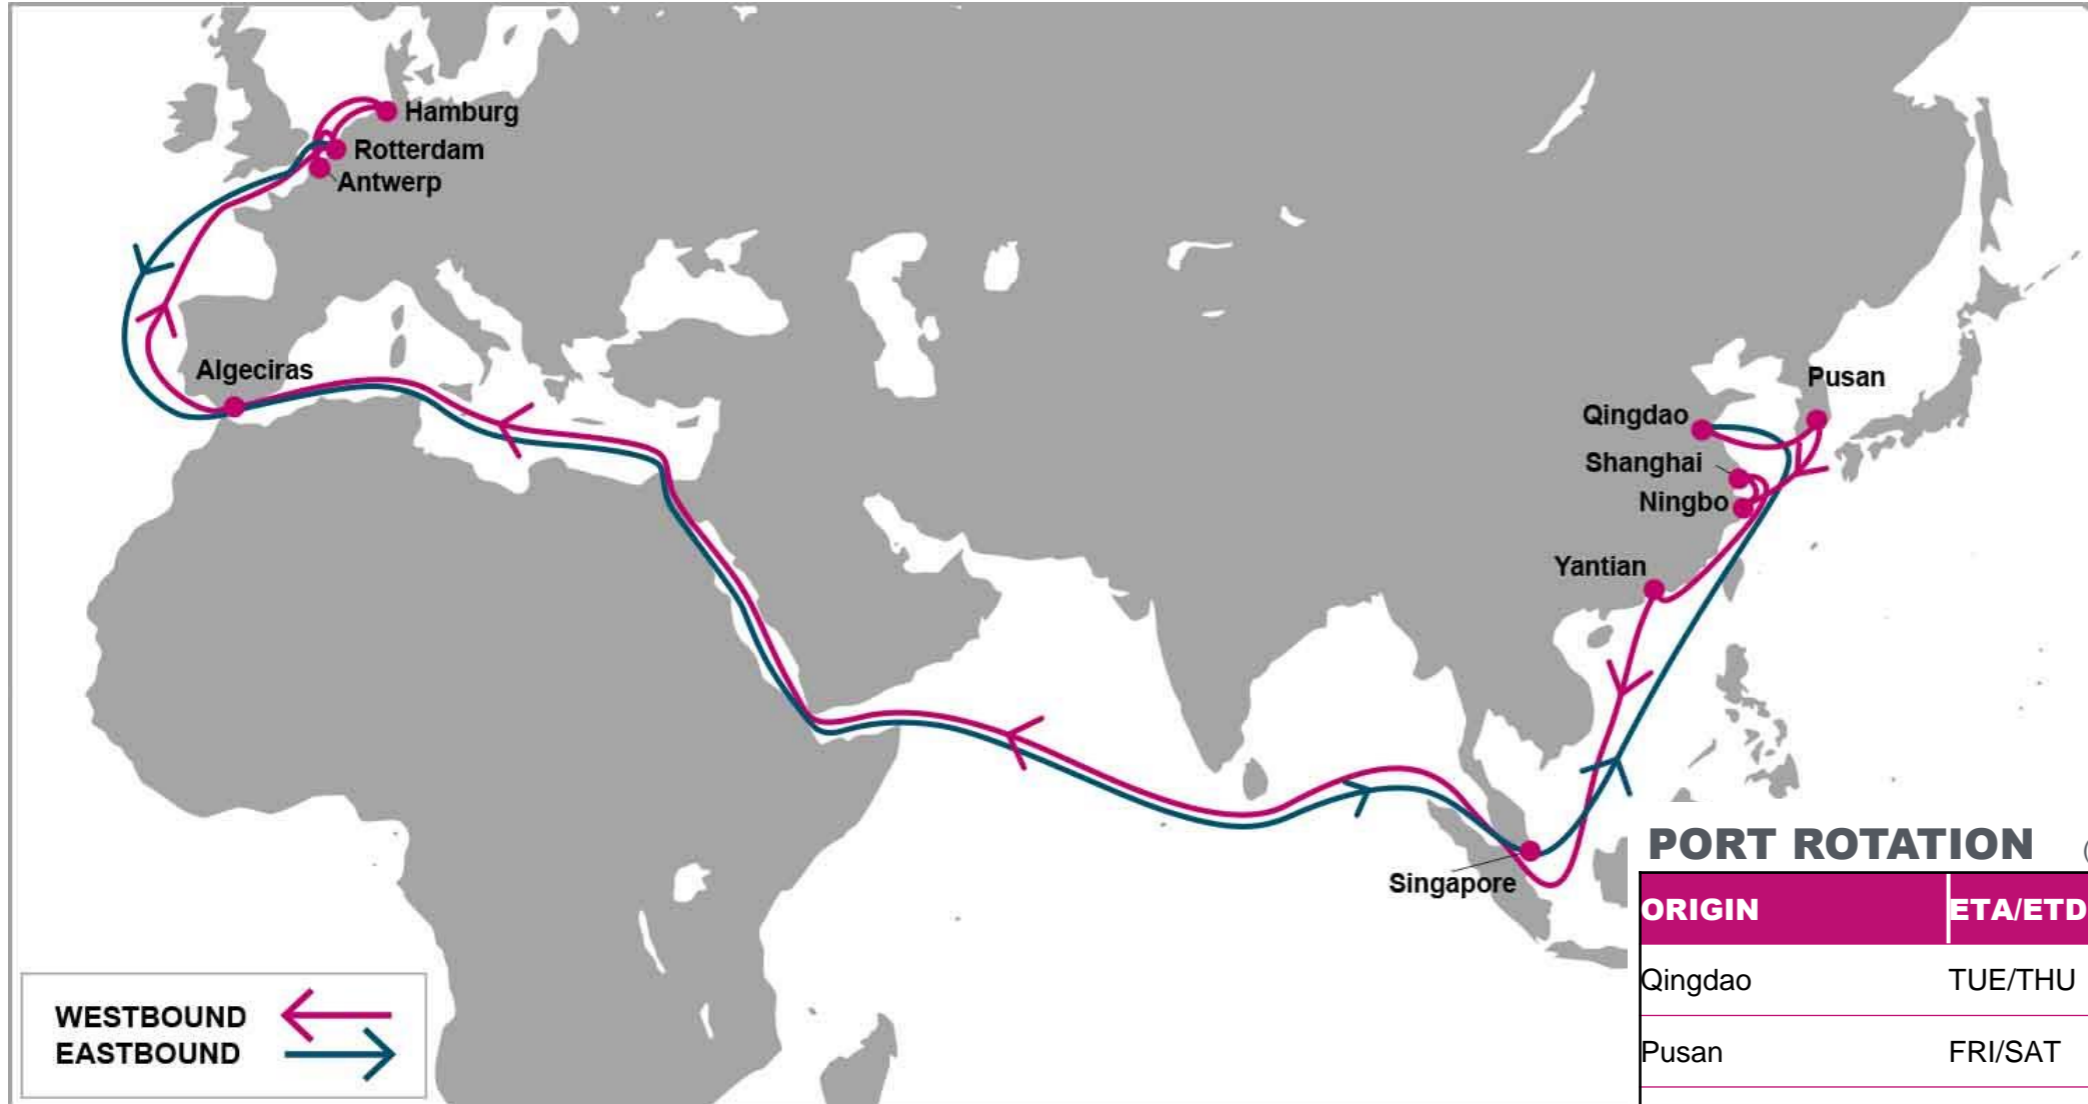 Hamburg
Rotterdam
Antwerp
Algeciras
Pusan
Qingdao
Shanghai
Ningbo
Yantian
Singapore
WESTBOUND
EASTBOUND
PORT ROTATION (
ORIGIN ETA/ETD
Qingdao TUE/THU
Pusan FRI/SAT